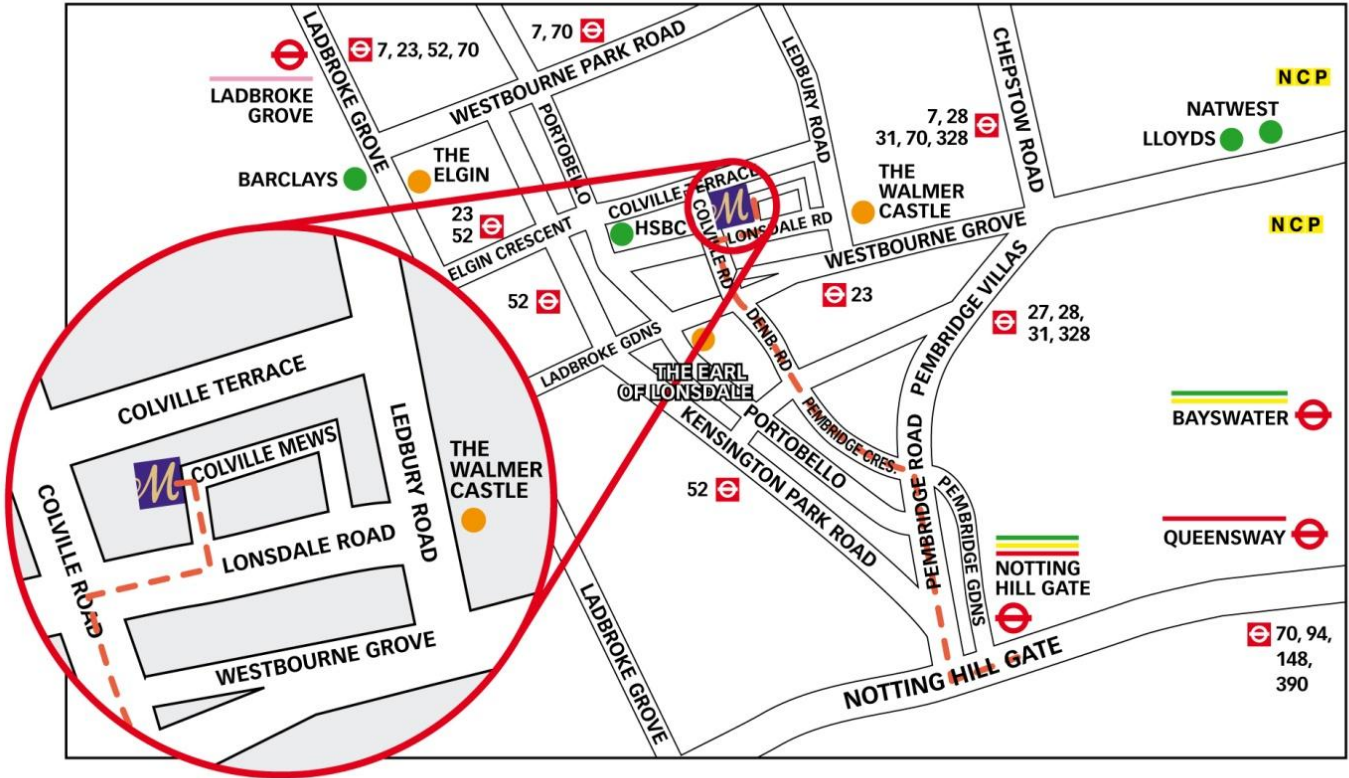 LADBROKE GROVE
7, 23, 52, 70
LADBROKE
GROVE
7, 70
WESTBOURNE PARK ROAD
PORTOBELLO
LEDBURY ROAD
CHEPSTOW ROAD
7, 28
31, 70, 328
NCP
NATWEST
LLOYDS
BARCLAYS
THE
ELGIN
23
52
ELGIN CRESCENT
COLVILLE TERRACE
HSBC
M
COLVILLE RD
LONSDALE RD
THE
WALMER
CASTLE
WESTBOURNE GROVE
NCP
52
23
PEMBRIDGE VILLAS
27, 28,
31, 328
LADBROKE GDNS
DENB. RD
THE EARL
OF LONSDALE
PEMBRIDGE CRES.
KENSINGTON PARK ROAD
PORTOBELLO
52
PEMBRIDGE ROAD
PEMBRIDGE GDNS
BAYSWATER
QUEENSWAY
NOTTING
HILL GATE
NOTTING HILL GATE
70, 94,
148,
390
LADBROKE GROVE
COLVILLE TERRACE
M
COLVILLE MEWS
LEDBURY ROAD
THE
WALMER
CASTLE
COLVILLE ROAD
LONSDALE ROAD
WESTBOURNE GROVE